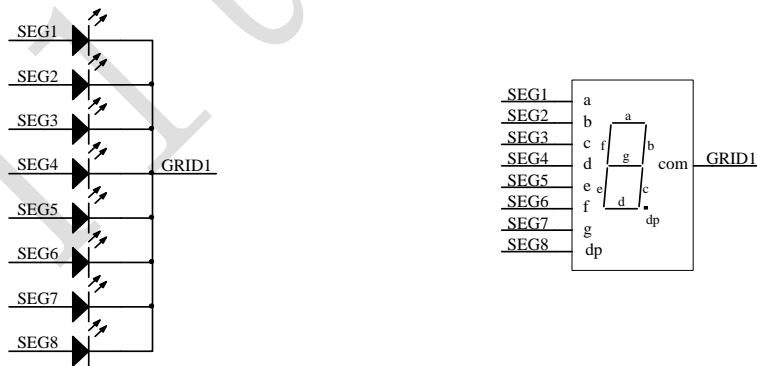 SEG1
SEG2
SEG3
SEG4
GRID1
SEG5
SEG6
SEG7
SEG8
SEG1 a
SEG2 b
SEG3 c
SEG4 d
SEG5 e
SEG6 f
SEG7 g
SEG8 dp
a
f b
g
e c
d
dp
com GRID1